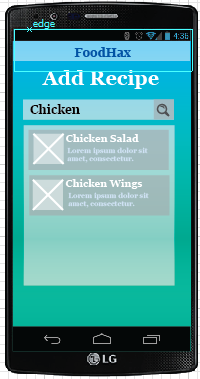 edge
4:36
FoodHax
Add Recipe
Chicken
Chicken Salad
Lorem ipsum dolor sit
amet, consectetur.
Chicken Wings
Lorem ipsum dolor sit
amet, consectetur.
LG